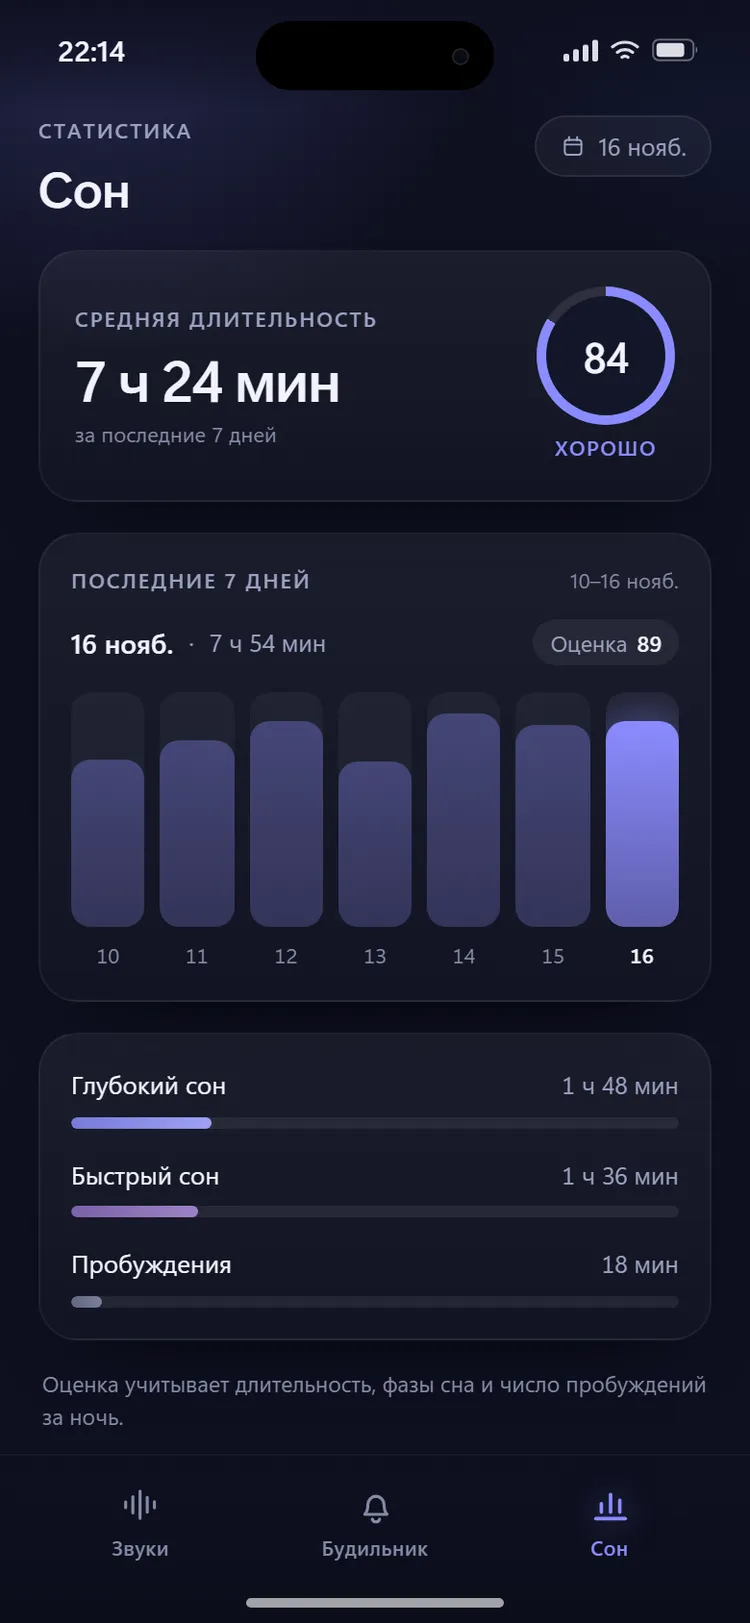 22:14
СТАТИСТИКА
16 нояб.
Сон
СРЕДНЯЯ ДЛИТЕЛЬНОСТЬ
7 ч 24 мин
за последние 7 дней
84
ХОРОШО
ПОСЛЕДНИЕ 7 ДНЕЙ
10–16 нояб.
16 нояб. · 7 ч 54 мин
Оценка 89
10 11 12 13 14 15 16
Глубокий сон
1 ч 48 мин
Быстрый сон
1 ч 36 мин
Пробуждения
18 мин
Оценка учитывает длительность, фазы сна и число пробуждений
за ночь.
Звуки
Будильник
Сон